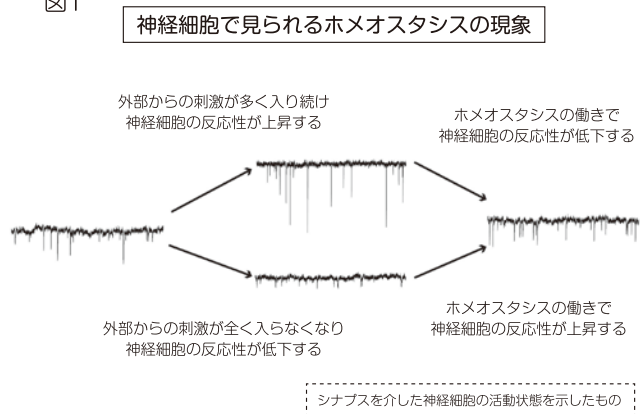 図1
神経細胞で見られるホメオスタシスの現象
外部からの刺激が多く入り続け
神経細胞の反応性が上昇する
ホメオスタシスの働きで
神経細胞の反応性が低下する
外部からの刺激が全く入らなくなり
神経細胞の反応性が低下する
ホメオスタシスの働きで
神経細胞の反応性が上昇する
シナプスを介した神経細胞の活動状態を示したもの